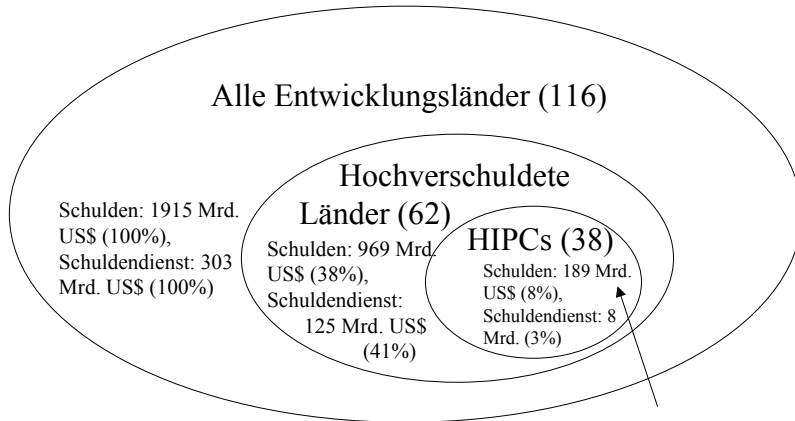 Alle Entwicklungsländer (116)
Hochverschuldete
Länder (62)
HIPCs (38)
Schulden: 1915 Mrd.
US$ (100%),
Schuldendienst: 303
Mrd. US$ (100%)
Schulden: 969 Mrd.
US$ (38%),
Schuldendienst:
125 Mrd. US$
(41%)
Schulden: 189 Mrd.
US$ (8%),
Schuldendienst: 8
Mrd. (3%)